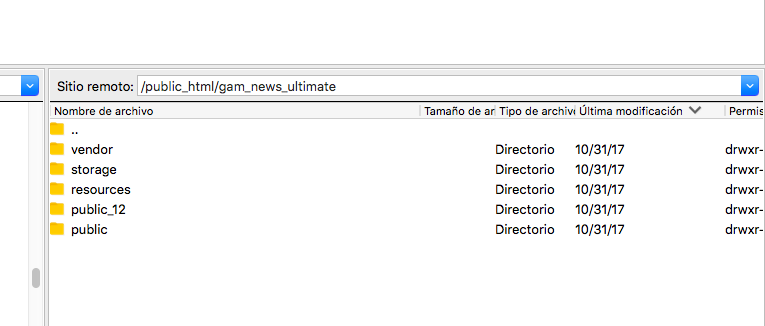 Sitio remoto: /public_html/gam_news_ultimate
Nombre de archivo Tamaño de ar Tipo de archivo Última modificación Permis
..
vendor Directorio 10/31/17 drwxr-
storage Directorio 10/31/17 drwxr-
resources Directorio 10/31/17 drwxr-
public_12 Directorio 10/31/17 drwxr-
public Directorio 10/31/17 drwxr-